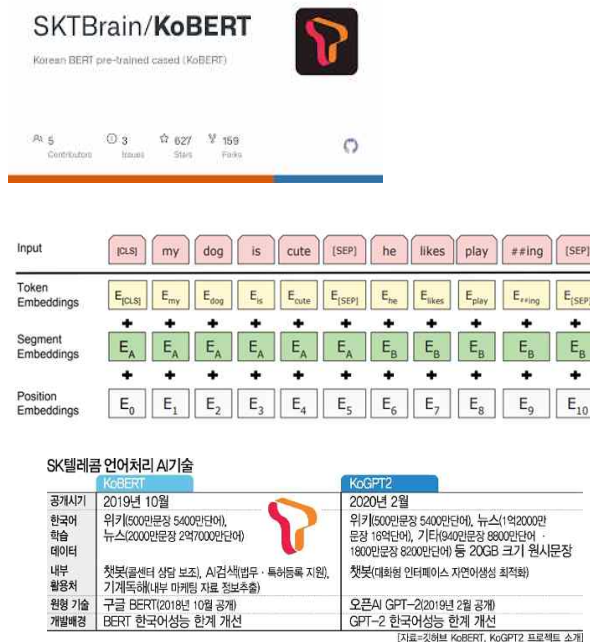 SKTBrain/KoBERT
Korean BERT pre-trained cased (KoBERT)
5 3 627 159
Contributors Issues Stars Forks
Input [CLS] my dog is cute [SEP] he likes play ##ing [SEP]
Token
Embeddings
E[CLS] Emy Edog Eis Ecute E[SEP] Ehe Elikes Eplay E##ing E[SEP]
+ + + + + + + + + + +
Segment
Embeddings
EA EA EA EA EA EA EB EB EB EB EB
+ + + + + + + + + + +
Position
Embeddings
E0 E1 E2 E3 E4 E5 E6 E7 E8 E9 E10
SK텔레콤 언어처리 AI기술
KoBERT KoGPT2
공개시기 2019년 10월 2020년 2월
한국어 학습 데이터
위키(500만문장 5400만단어),
뉴스(2000만문장 2억7000만단어)
위키(500만문장 5400만단어), 뉴스(1억2000만
문장 16억단어), 기타(940만문장 8800만단어 ·
1800만문장 8200만단어) 등 20GB 크기 원시문장
내부 활용처
챗봇(콜센터 상담 보조), AI검색(법무·특허등록 지원),
기계독해(내부 마케팅 자료 정보추출)
챗봇(대화형 인터페이스 자연어생성 최적화)
원형 기술 구글 BERT(2018년 10월 공개) 오픈AI GPT-2(2019년 2월 공개)
개발배경 BERT 한국어성능 한계 개선 GPT-2 한국어성능 한계 개선
[자료=깃허브 KoBERT, KoGPT2 프로젝트 소개]